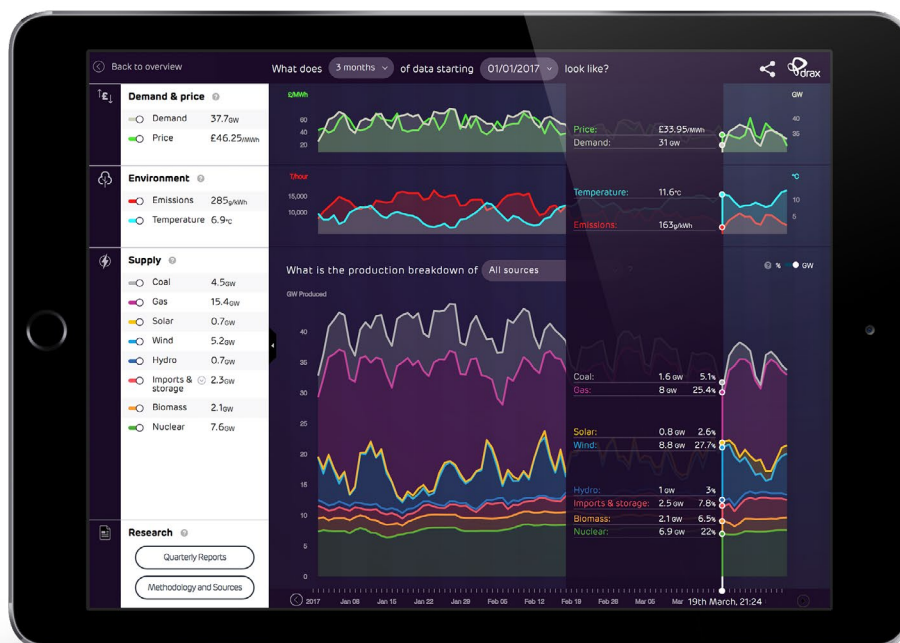 Back to overview
What does 3 months of data starting 01/01/2017 look like?
drax
Demand & price
Demand 37.7GW
Price £46.25/MWh
Environment
Emissions 285g/kWh
Temperature 6.9°C
Supply
Coal 4.5GW
Gas 15.4GW
Solar 0.7GW
Wind 5.2GW
Hydro 0.7GW
Imports & storage 2.3GW
Biomass 2.1GW
Nuclear 7.6GW
Research
Quarterly Reports
Methodology and Sources
£/MWh
GW
60
40
20
40
35
Price: £33.95/MWh
Demand: 31 GW
T/hour
°C
15,000
10,000
10
5
Temperature: 11.6°C
Emissions: 163g/kWh
What is the production breakdown of All sources
? % GW
GW Produced
40
35
30
25
20
15
10
5
0
Coal: 1.6 GW 5.1%
Gas: 8 GW 25.4%
Solar: 0.8 GW 2.6%
Wind: 8.8 GW 27.7%
Hydro: 1 GW 3%
Imports & storage: 2.5 GW 7.8%
Biomass: 2.1 GW 6.5%
Nuclear: 6.9 GW 22%
2017 Jan 08 Jan 15 Jan 22 Jan 29 Feb 05 Feb 12 Feb 19 Feb 26 Mar 05 Mar 19th March, 21:24